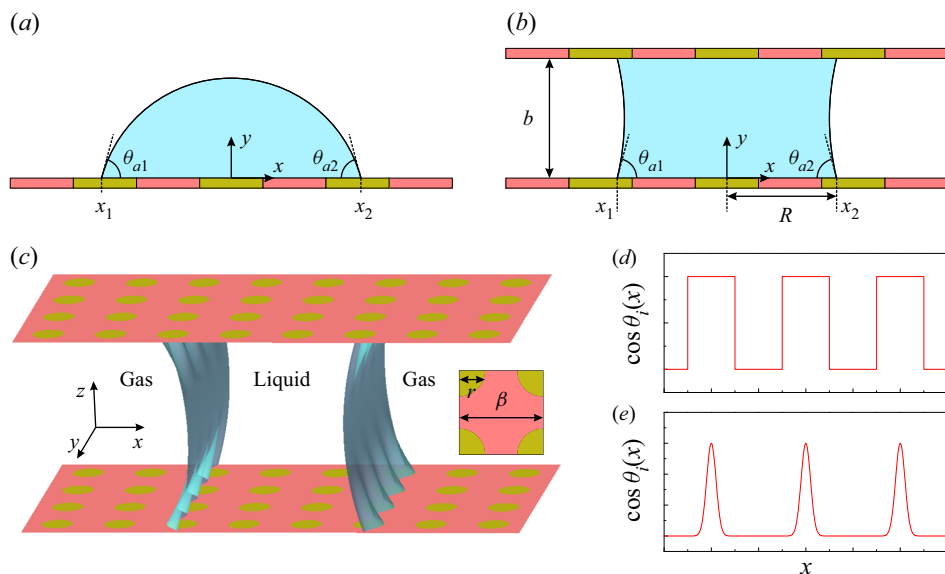 (a)
y
θa1
θa2
x
x1
x2
(b)
b
y
θa1
θa2
x
x1
x2
R
(c)
Gas
Liquid
Gas
z
y
x
r
β
(d)
cos θi(x)
(e)
cos θi(x)
x